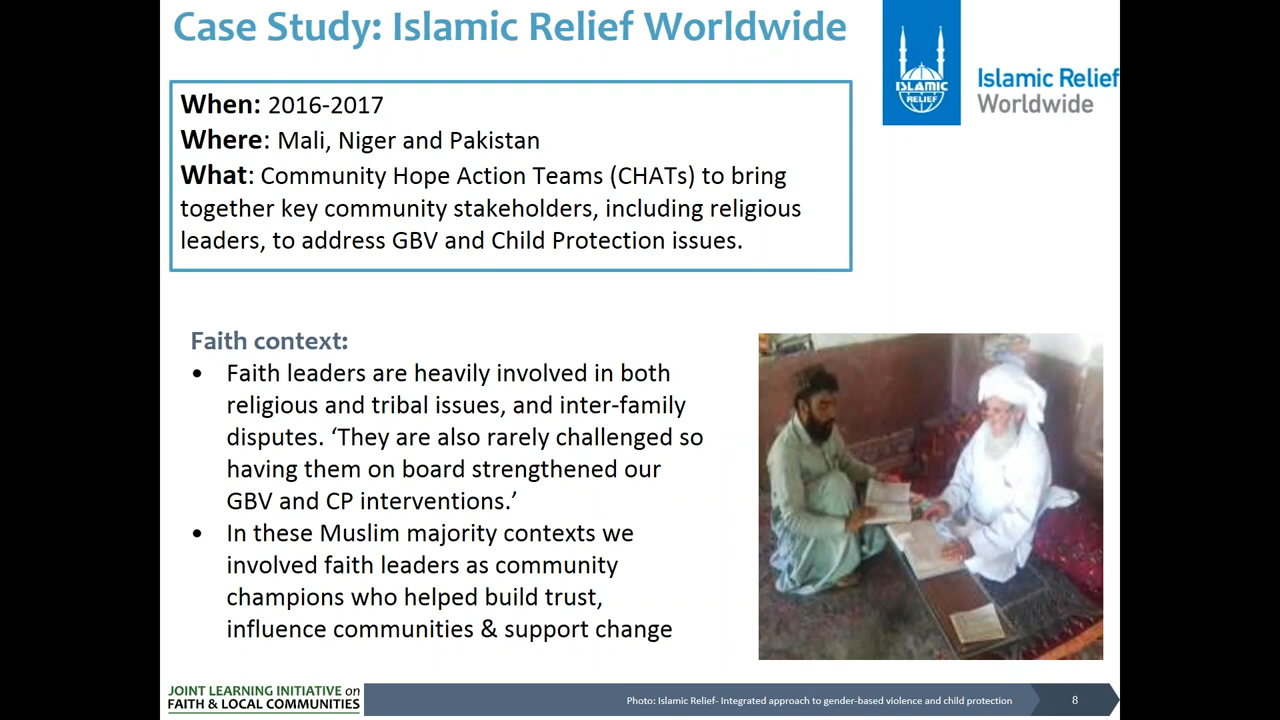 Case Study: Islamic Relief Worldwide
ISLAMIC
RELIEF
Islamic Relief
Worldwide
When: 2016-2017
Where: Mali, Niger and Pakistan
What: Community Hope Action Teams (CHATs) to bring
together key community stakeholders, including religious
leaders, to address GBV and Child Protection issues.
Faith context:
• Faith leaders are heavily involved in both
religious and tribal issues, and inter-family
disputes. ‘They are also rarely challenged so
having them on board strengthened our
GBV and CP interventions.’
• In these Muslim majority contexts we
involved faith leaders as community
champions who helped build trust,
influence communities & support change
JOINT LEARNING INITIATIVE on
FAITH & LOCAL COMMUNITIES
Photo: Islamic Relief- Integrated approach to gender-based violence and child protection
8